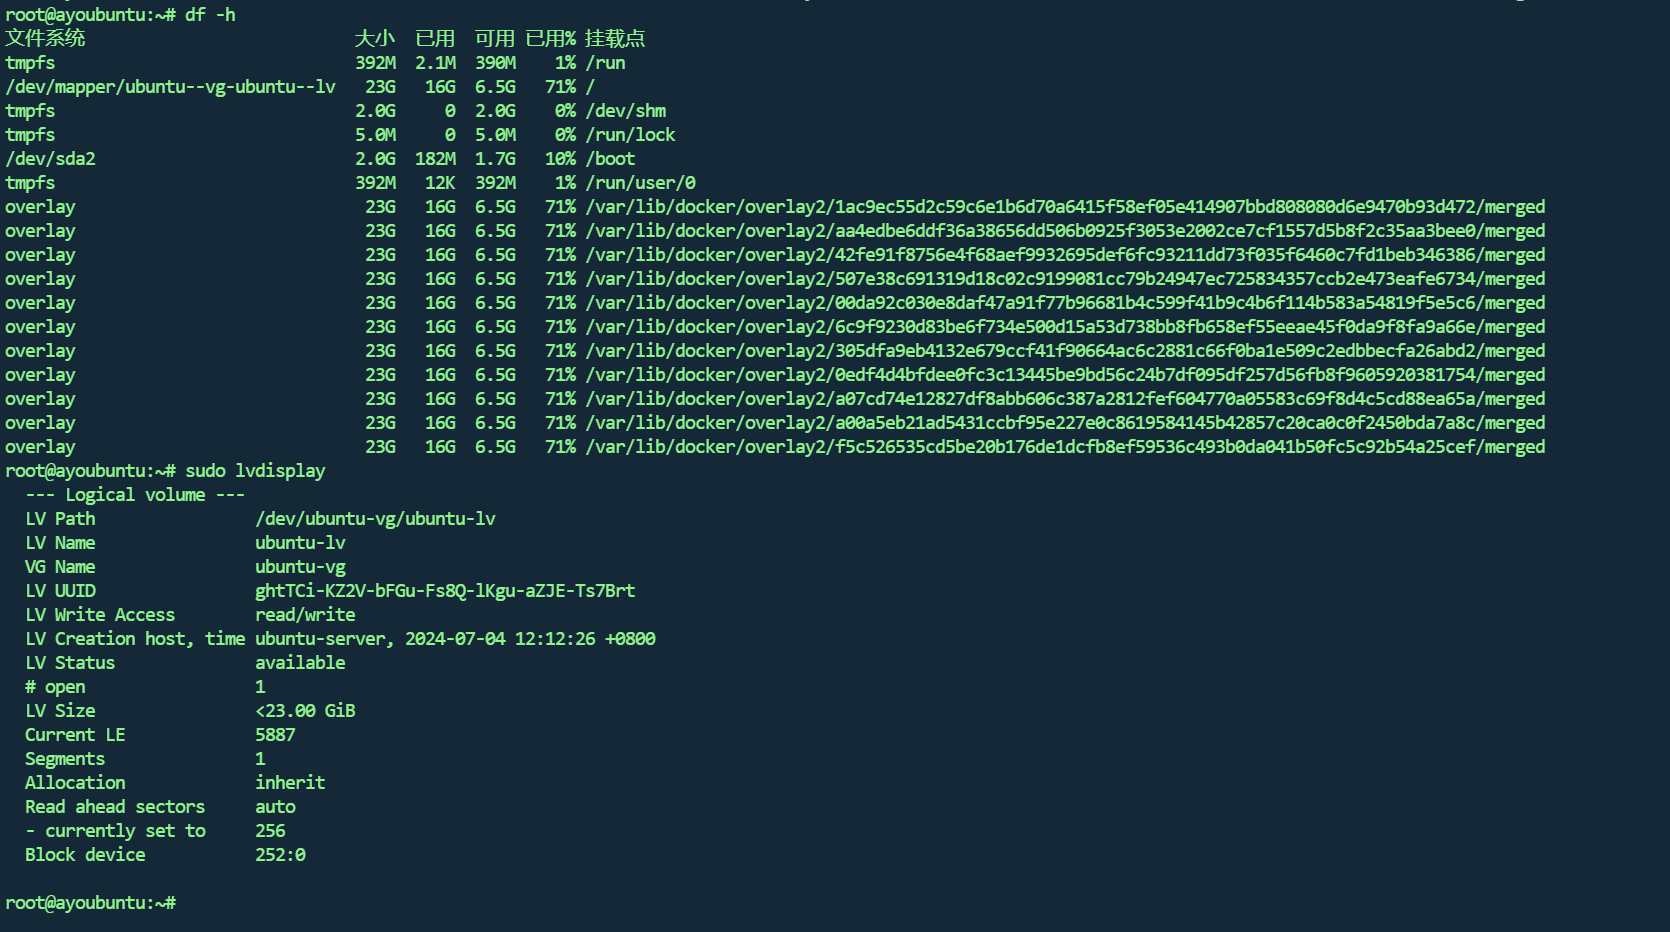 root@ayoubuntu:~# df -h
文件系统                           大小  已用  可用 已用% 挂载点
tmpfs                              392M  2.1M  390M    1% /run
/dev/mapper/ubuntu--vg-ubuntu--lv   23G   16G  6.5G   71% /
tmpfs                              2.0G     0  2.0G    0% /dev/shm
tmpfs                              5.0M     0  5.0M    0% /run/lock
/dev/sda2                          2.0G  182M  1.7G   10% /boot
tmpfs                              392M   12K  392M    1% /run/user/0
overlay                             23G   16G  6.5G   71% /var/lib/docker/overlay2/1ac9ec55d2c59c6e1b6d70a6415f58ef05e414907bbd808080d6e9470b93d472/merged
overlay                             23G   16G  6.5G   71% /var/lib/docker/overlay2/aa4edbe6ddf36a38656dd506b0925f3053e2002ce7cf1557d5b8f2c35aa3bee0/merged
overlay                             23G   16G  6.5G   71% /var/lib/docker/overlay2/42fe91f8756e4f68aef9932695def6fc93211dd73f035f6460c7fd1beb346386/merged
overlay                             23G   16G  6.5G   71% /var/lib/docker/overlay2/507e38c691319d18c02c9199081cc79b24947ec725834357ccb2e473eafe6734/merged
overlay                             23G   16G  6.5G   71% /var/lib/docker/overlay2/00da92c030e8daf47a91f77b96681b4c599f41b9c4b6f114b583a54819f5e5c6/merged
overlay                             23G   16G  6.5G   71% /var/lib/docker/overlay2/6c9f9230d83be6f734e500d15a53d738bb8fb658ef55eeae45f0da9f8fa9a66e/merged
overlay                             23G   16G  6.5G   71% /var/lib/docker/overlay2/305dfa9eb4132e679ccf41f90664ac6c2881c66f0ba1e509c2edbbecfa26abd2/merged
overlay                             23G   16G  6.5G   71% /var/lib/docker/overlay2/0edf4d4bfdee0fc3c13445be9bd56c24b7df095df257d56fb8f9605920381754/merged
overlay                             23G   16G  6.5G   71% /var/lib/docker/overlay2/a07cd74e12827df8abb606c387a2812fef604770a05583c69f8d4c5cd88ea65a/merged
overlay                             23G   16G  6.5G   71% /var/lib/docker/overlay2/a00a5eb21ad5431ccbf95e227e0c8619584145b42857c20ca0c0f2450bda7a8c/merged
overlay                             23G   16G  6.5G   71% /var/lib/docker/overlay2/f5c526535cd5be20b176de1dcfb8ef59536c493b0da041b50fc5c92b54a25cef/merged
root@ayoubuntu:~# sudo lvdisplay
  --- Logical volume ---
  LV Path                /dev/ubuntu-vg/ubuntu-lv
  LV Name                ubuntu-lv
  VG Name                ubuntu-vg
  LV UUID                ghtTCi-KZ2V-bFGu-Fs8Q-lKgu-aZJE-Ts7Brt
  LV Write Access        read/write
  LV Creation host, time ubuntu-server, 2024-07-04 12:12:26 +0800
  LV Status              available
  # open                 1
  LV Size                <23.00 GiB
  Current LE             5887
  Segments               1
  Allocation             inherit
  Read ahead sectors     auto
  - currently set to     256
  Block device           252:0
root@ayoubuntu:~#